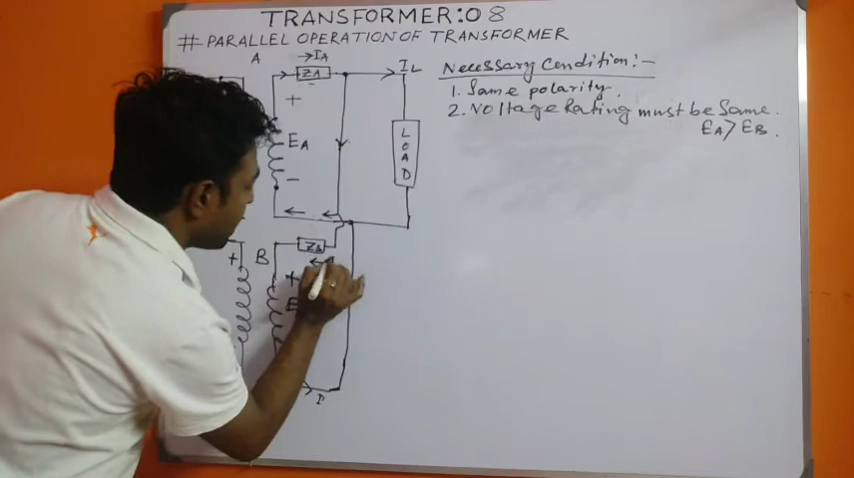 TRANSFORMER:08
# PARALLEL OPERATION OF TRANSFORMER
A
→IA
ZA
IL
+
EA
-
LOAD
Necessary Condition:-
1. Same polarity.
2. Voltage Rating must be Same.
EA > EB.
+
B
Zb
+
E